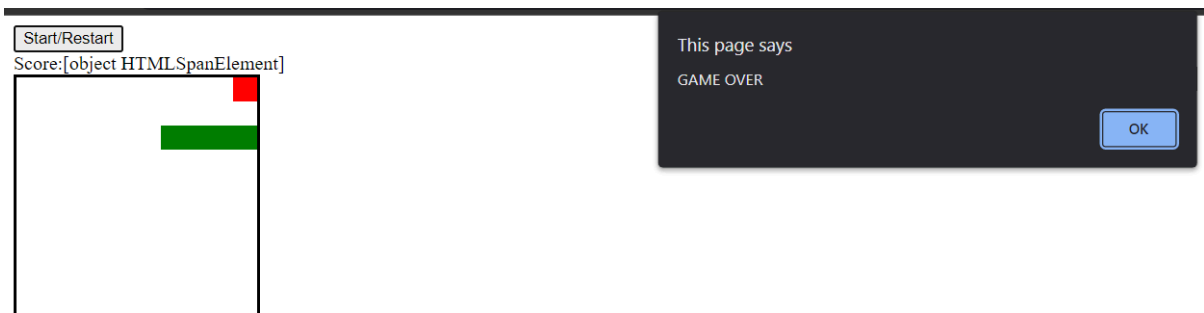 Start/Restart
Score:[object HTMLSpanElement]
This page says
GAME OVER
OK